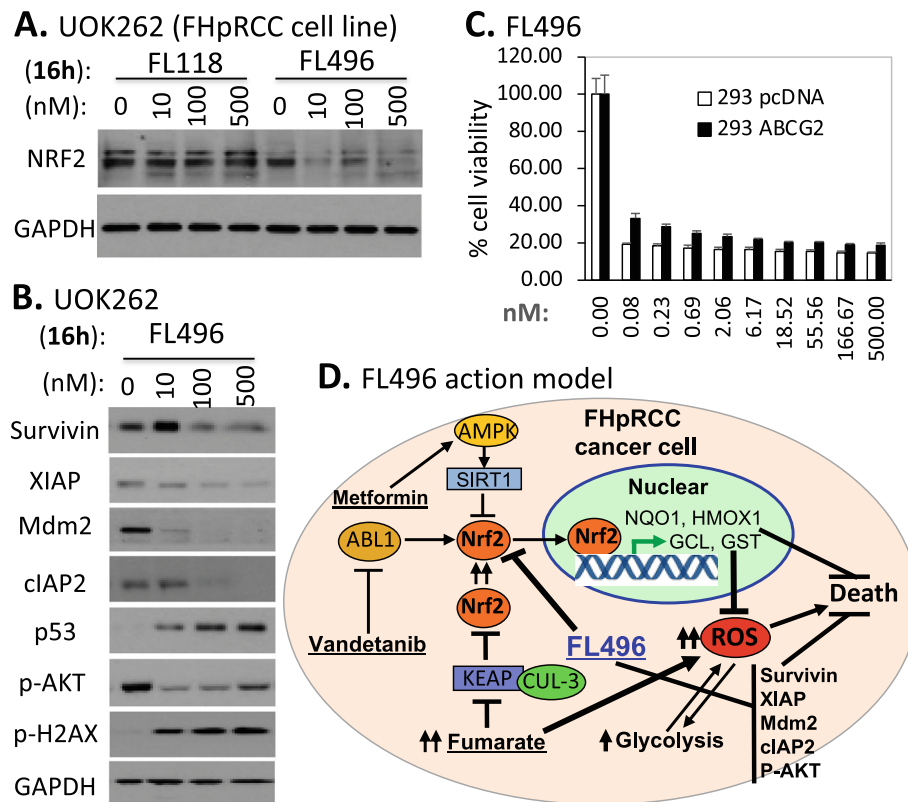 A. UOK262 (FHpRCC cell line)
(16h): FL118 FL496
(nM): 0 10 100 500 0 10 100 500
NRF2
GAPDH
B. UOK262
(16h): FL496
(nM): 0 10 100 500
Survivin
XIAP
Mdm2
cIAP2
p53
p-AKT
p-H2AX
GAPDH
C. FL496
% cell viability
120.00
100.00
80.00
60.00
40.00
20.00
0.00
293 pcDNA
293 ABCG2
nM: 0.00 0.08 0.23 0.69 2.06 6.17 18.52 55.56 166.67 500.00
D. FL496 action model
FHpRCC
cancer cell
AMPK
SIRT1
Metformin
ABL1
Nrf2
Nrf2
Vandetanib
KEAP
CUL-3
Fumarate
FL496
Nuclear
NQO1, HMOX1
GCL, GST
Nrf2
Death
ROS
Glycolysis
Survivin
XIAP
Mdm2
cIAP2
P-AKT